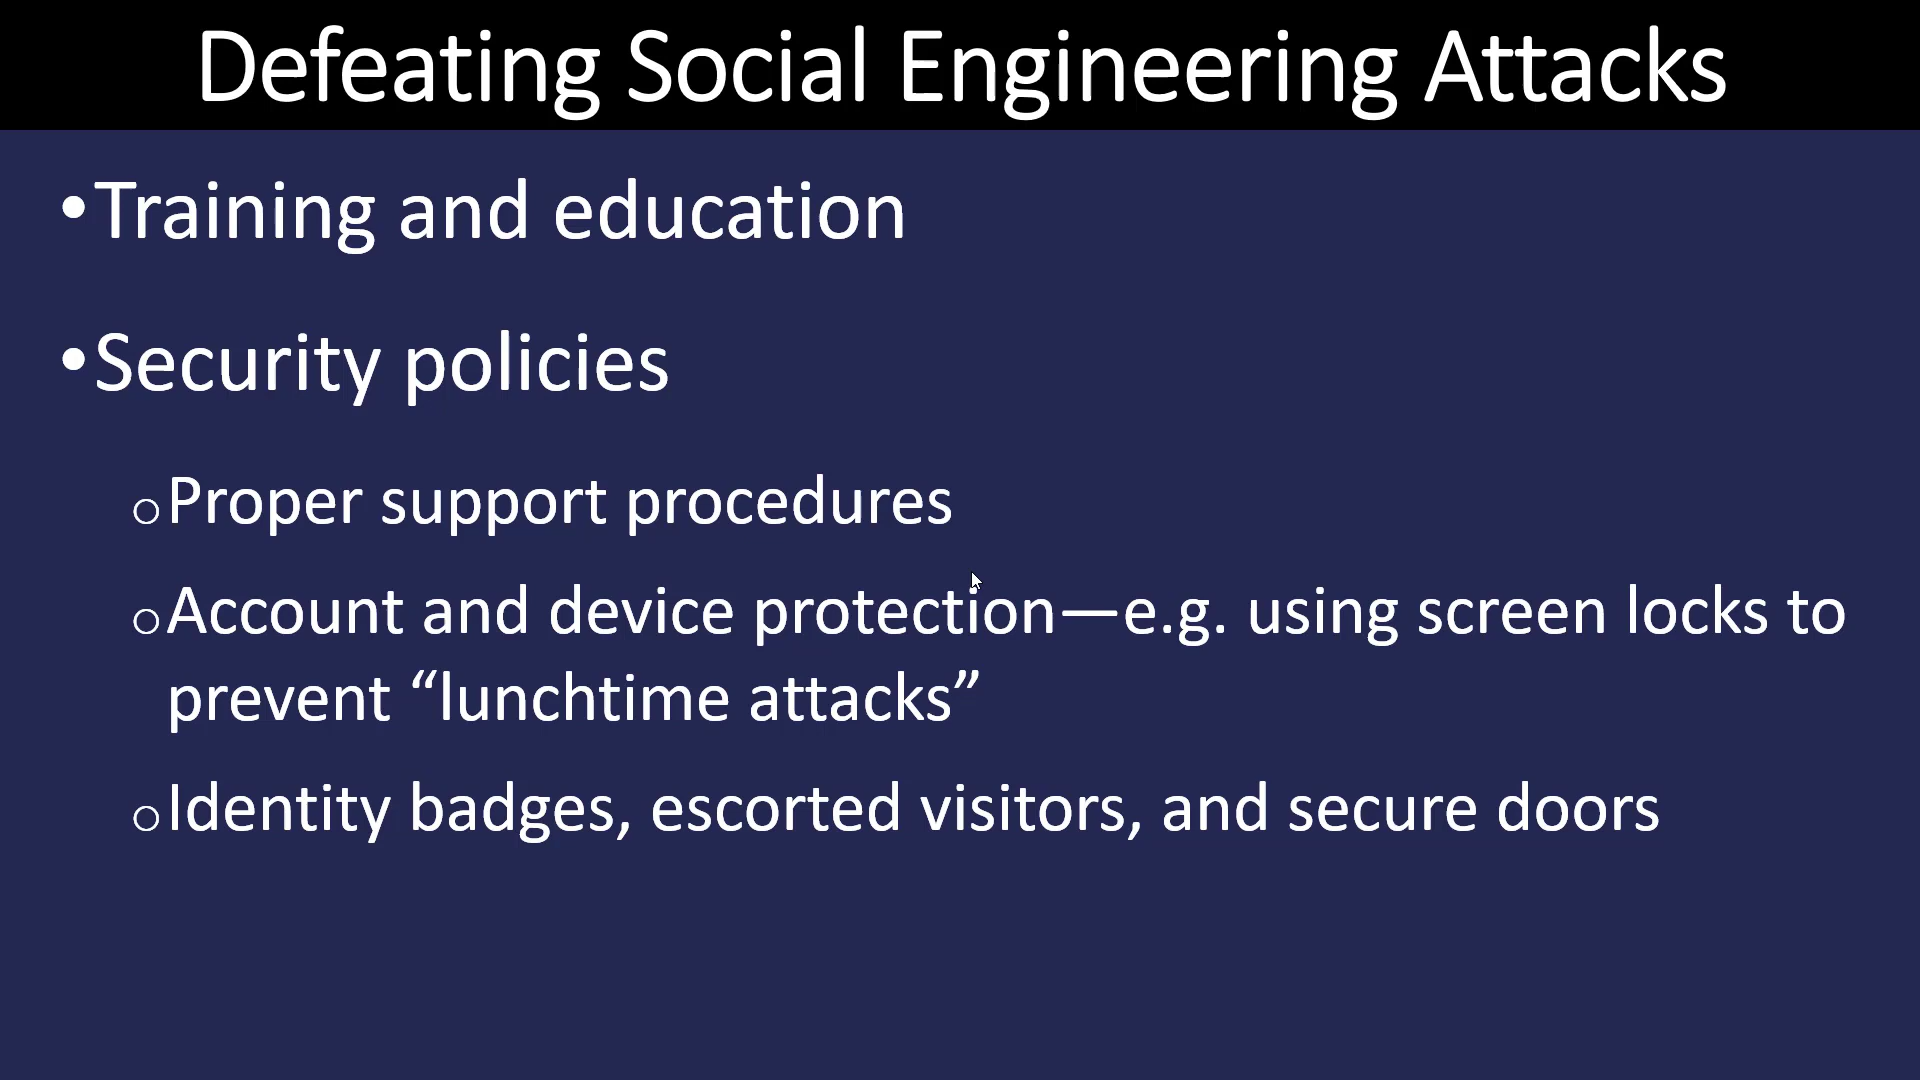 Defeating Social Engineering Attacks
•Training and education
•Security policies
oProper support procedures
oAccount and device protection—e.g. using screen locks to
prevent “lunchtime attacks”
oIdentity badges, escorted visitors, and secure doors